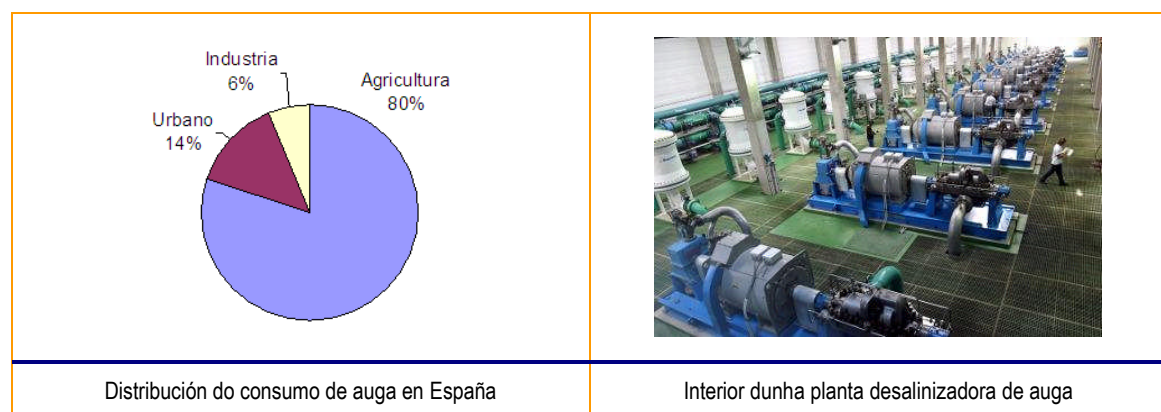 Industria
6%
Agricultura
80%
Urbano
14%
Distribución do consumo de auga en España
Interior dunha planta desalinizadora de auga